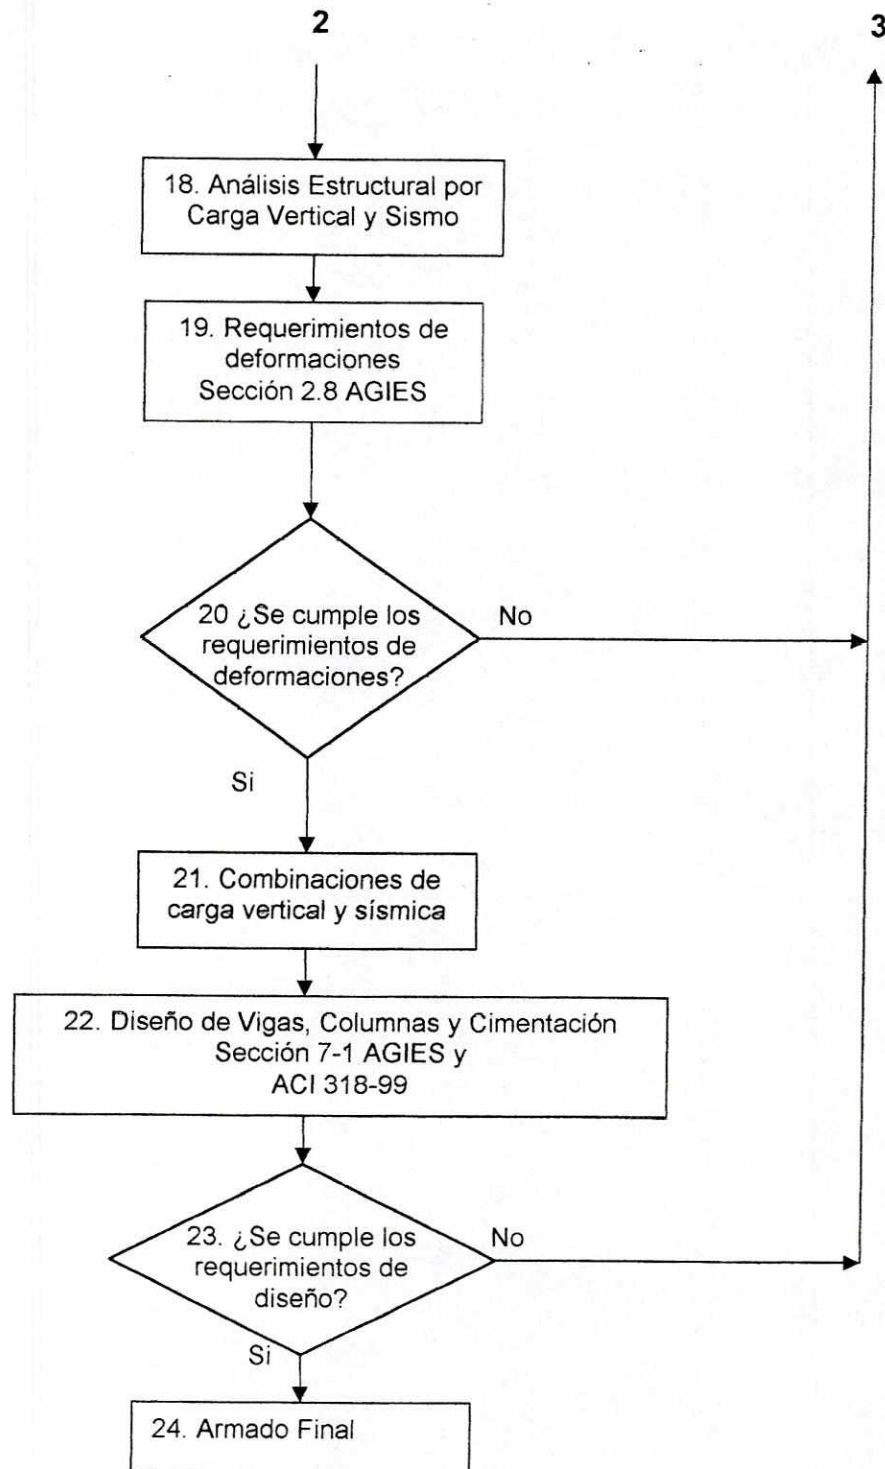 2
3
18. Análisis Estructural por
Carga Vertical y Sismo
19. Requerimientos de
deformaciones
Sección 2.8 AGIES
20 ¿Se cumple los
requerimientos de
deformaciones?
No
Si
21. Combinaciones de
carga vertical y sísmica
22. Diseño de Vigas, Columnas y Cimentación
Sección 7-1 AGIES y
ACI 318-99
23. ¿Se cumple los
requerimientos de
diseño?
No
Si
24. Armado Final